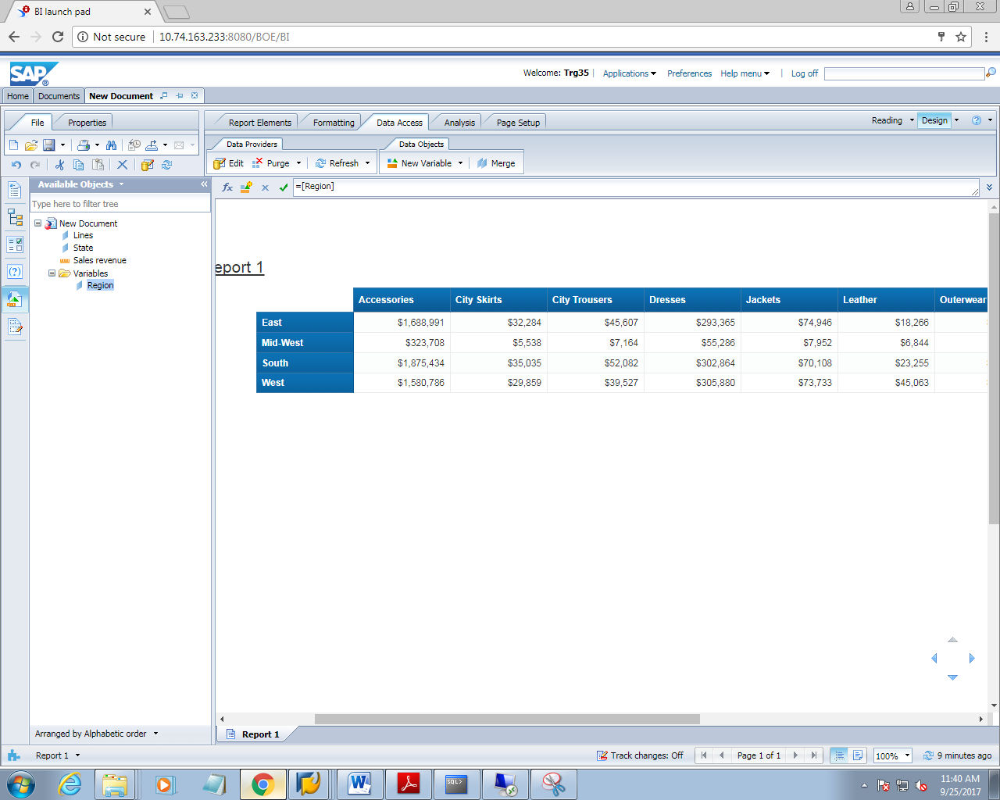 BI launch pad
Not secure 10.74.163.233:8080/BOE/BI
SAP
Welcome: Trg35 Applications Preferences Help menu Log off
Home Documents New Document
File Properties Report Elements Formatting Data Access Analysis Page Setup Reading Design
Data Providers Data Objects
Edit Purge Refresh New Variable Merge
Available Objects
=[Region]
Type here to filter tree
New Document
Lines
State
Sales revenue
Variables
Region
eport 1
Accessories City Skirts City Trousers Dresses Jackets Leather Outerwear
East $1,688,991 $32,284 $45,607 $293,365 $74,946 $18,266
Mid-West $323,708 $5,538 $7,164 $55,286 $7,952 $6,844
South $1,875,434 $35,035 $52,082 $302,864 $70,108 $23,255
West $1,580,786 $29,859 $39,527 $305,880 $73,733 $45,063
Arranged by Alphabetic order
Report 1
Report 1 Track changes: Off Page 1 of 1 100% 9 minutes ago
SQL>
11:40 AM
9/25/2017